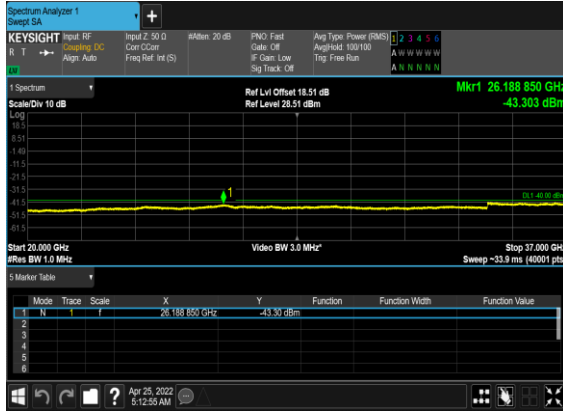 Spectrum Analyzer 1
Swept SA
KEYSIGHT Input: RF Input Z: 50 Ω #Atten: 20 dB PNO: Fast Avg Type: Power (RMS) 1 2 3 4 5 6
R T Coupling: DC Corr CCorr Gate: Off Avg|Hold: 100/100 A W W W W W
Align: Auto Freq Ref: Int (S) IF Gain: Low Trig: Free Run
LXI Sig Track: Off A N N N N N
1 Spectrum Ref Lvl Offset 18.51 dB Mkr1 26.188 850 GHz
Scale/Div 10 dB Ref Level 28.51 dBm -43.303 dBm
Log
18.5
8.51
-1.49
-11.5
-21.5
-31.5
1
DL1 -40.00 dBm
-41.5
-51.5
-61.5
Start 20.000 GHz Video BW 3.0 MHz* Stop 37.000 GHz
#Res BW 1.0 MHz Sweep ~33.9 ms (40001 pts)
5 Marker Table
Mode Trace Scale X Y Function Function Width Function Value
1 N 1 f 26.188 850 GHz -43.30 dBm
2
3
4
5
6
? Apr 25, 2022
5:12:55 AM